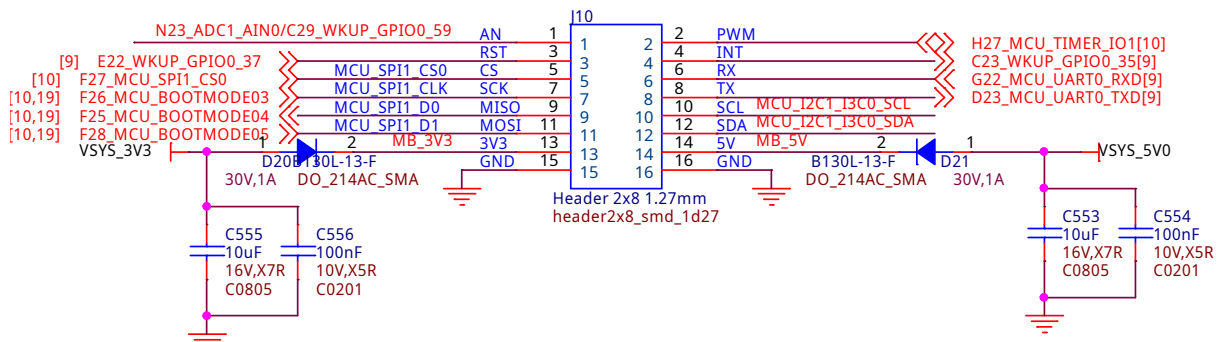 J10
N23_ADC1_AIN0/C29_WKUP_GPIO0_59 AN 1 1 2 2 PWM H27_MCU_TIMER_IO1[10]
[9] E22_WKUP_GPIO0_37 RST 3 3 4 4 INT C23_WKUP_GPIO0_35[9]
[10] F27_MCU_SPI1_CS0 MCU_SPI1_CS0 CS 5 5 6 6 RX G22_MCU_UART0_RXD[9]
[10,19] F26_MCU_BOOTMODE03 MCU_SPI1_CLK SCK 7 7 8 8 TX D23_MCU_UART0_TXD[9]
[10,19] F25_MCU_BOOTMODE04 MCU_SPI1_D0 MISO 9 9 10 10 SCL MCU_I2C1_I3C0_SCL
[10,19] F28_MCU_BOOTMODE05 MCU_SPI1_D1 MOSI 11 11 12 12 SDA MCU_I2C1_I3C0_SDA
VSYS_3V3 1 2 MB_3V3 3V3 13 13 14 14 5V MB_5V 2 1 VSYS_5V0
D20 B130L-13-F GND 15 15 16 16 GND B130L-13-F D21
30V,1A DO_214AC_SMA DO_214AC_SMA 30V,1A
Header 2x8 1.27mm
header2x8_smd_1d27
C555
10uF
16V,X7R
C0805
C556
100nF
10V,X5R
C0201
C553
10uF
16V,X7R
C0805
C554
100nF
10V,X5R
C0201